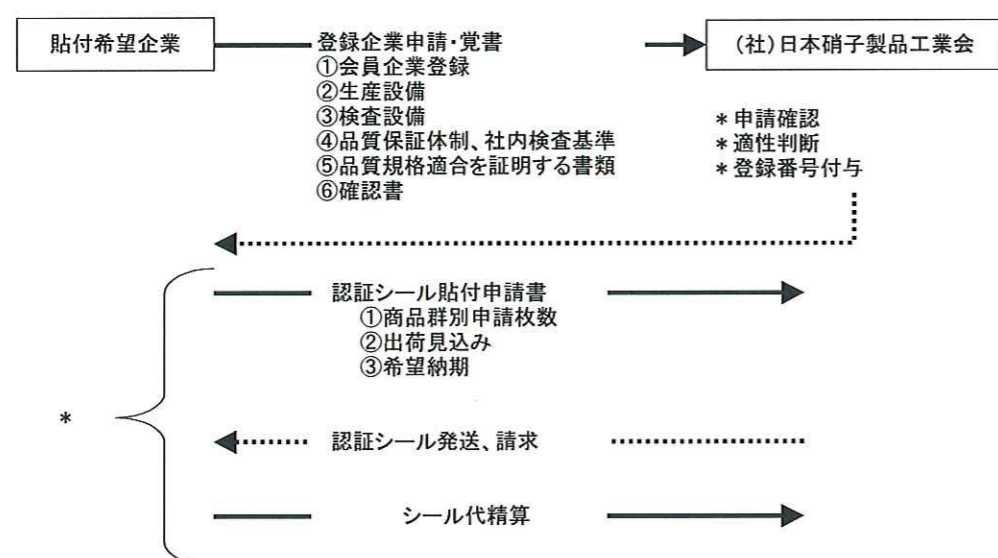 貼付希望企業
登録企業申請・覚書
(社)日本硝子製品工業会
①会員企業登録
②生産設備
③検査設備
④品質保証体制、社内検査基準
⑤品質規格適合を証明する書類
⑥確認書
*申請確認
*適性判断
*登録番号付与
認証シール貼付申請書
①商品群別申請枚数
②出荷見込み
③希望納期
*
認証シール発送、請求
シール代精算